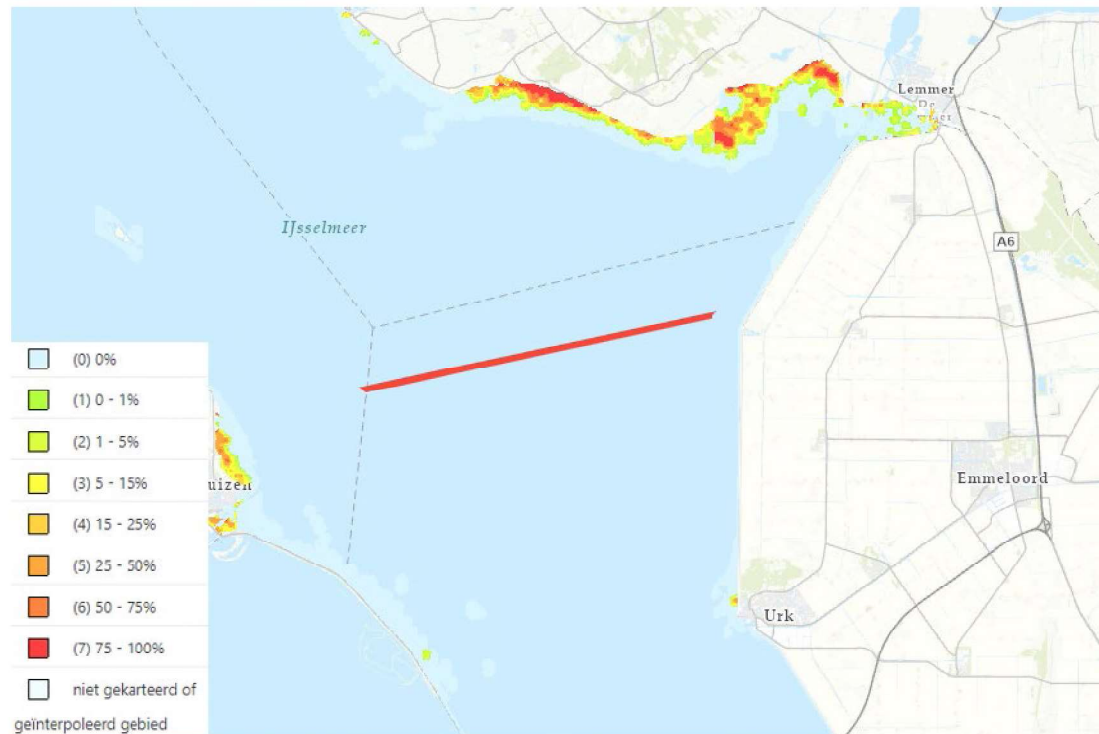 Lemmer
IJsselmeer
A6
(0) 0%
(1) 0 - 1%
(2) 1 - 5%
(3) 5 - 15%
uizen
Emmeloord
(4) 15 - 25%
(5) 25 - 50%
(6) 50 - 75%
Urk
(7) 75 - 100%
niet gekarteerd of
geïnterpoleerd gebied